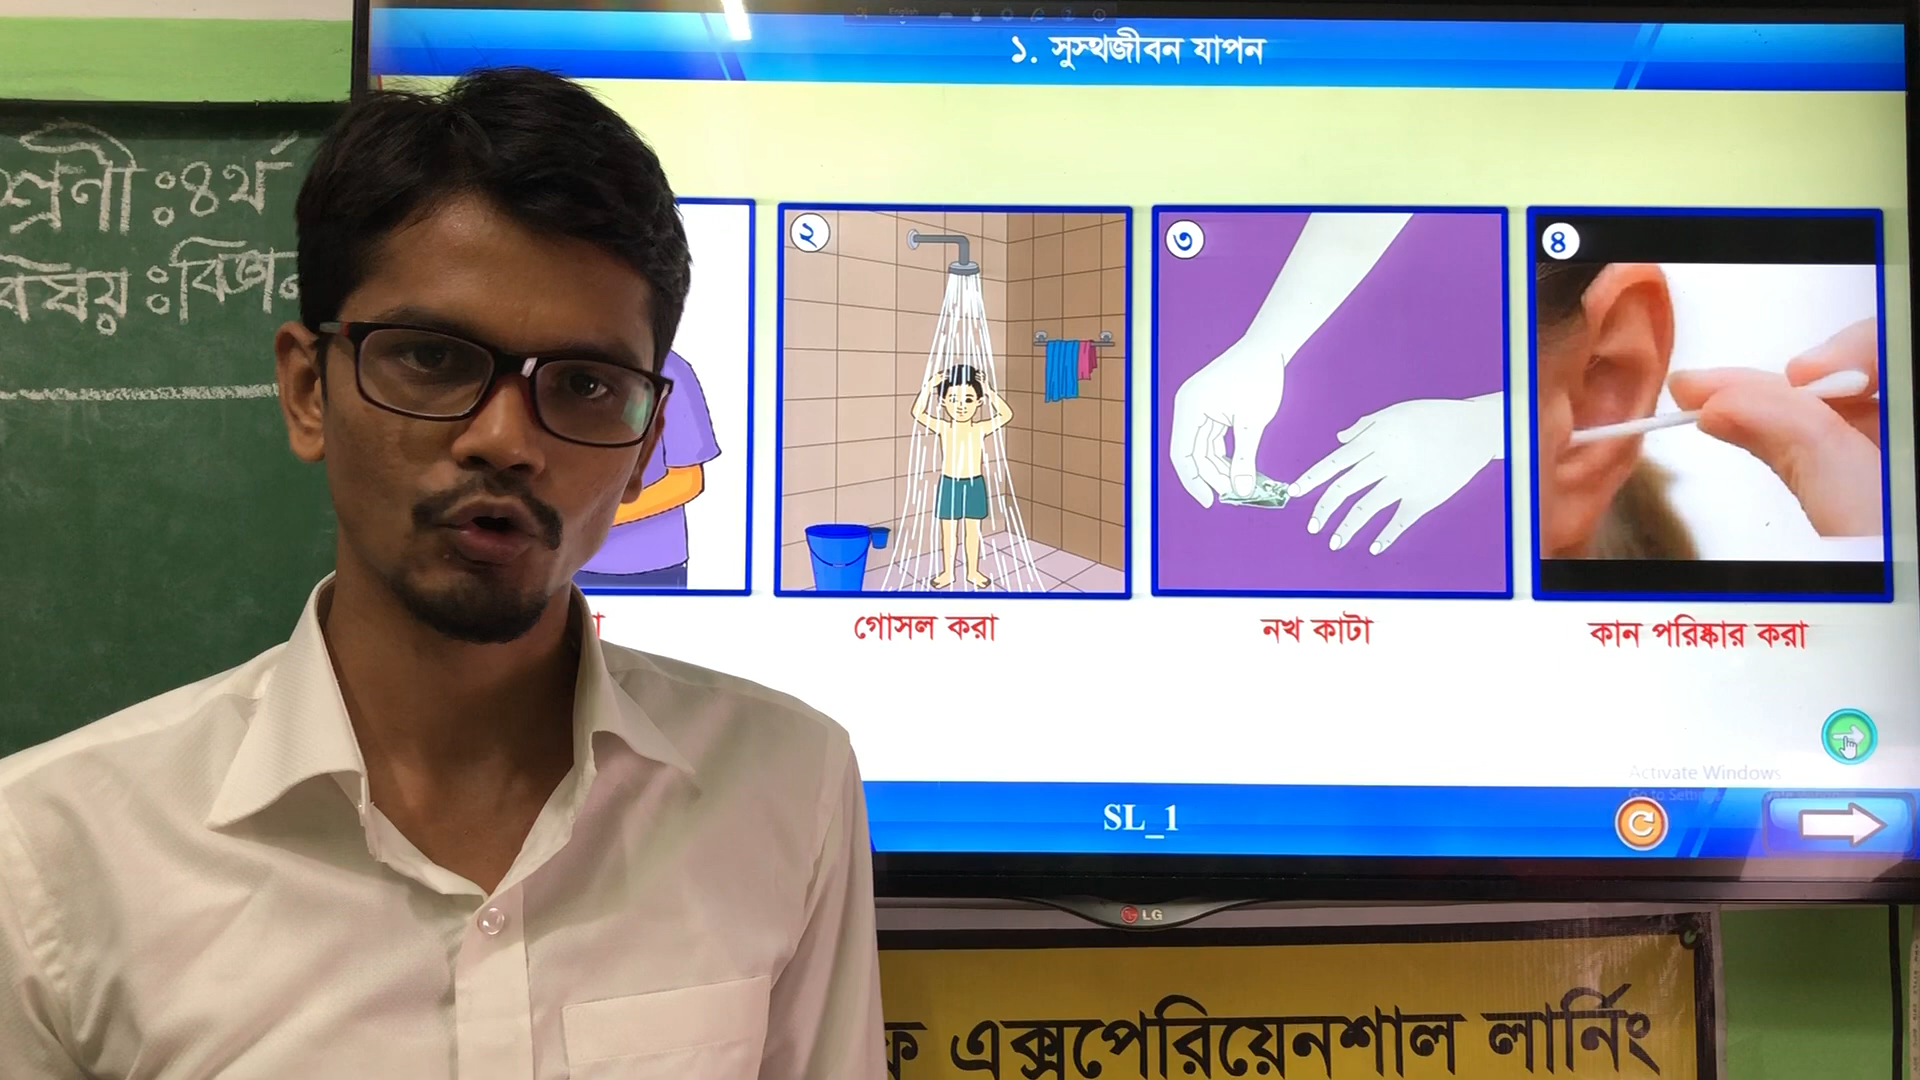 English
১. সুস্থজীবন যাপন
শ্রেণী :৪র্থ
বিষয় :বিজ্ঞান
২
৩
৪
গোসল করা
নখ কাটা
কান পরিষ্কার করা
Activate Windows
SL_1
LG
ফ এক্সপেরিয়েনশাল লার্নিং